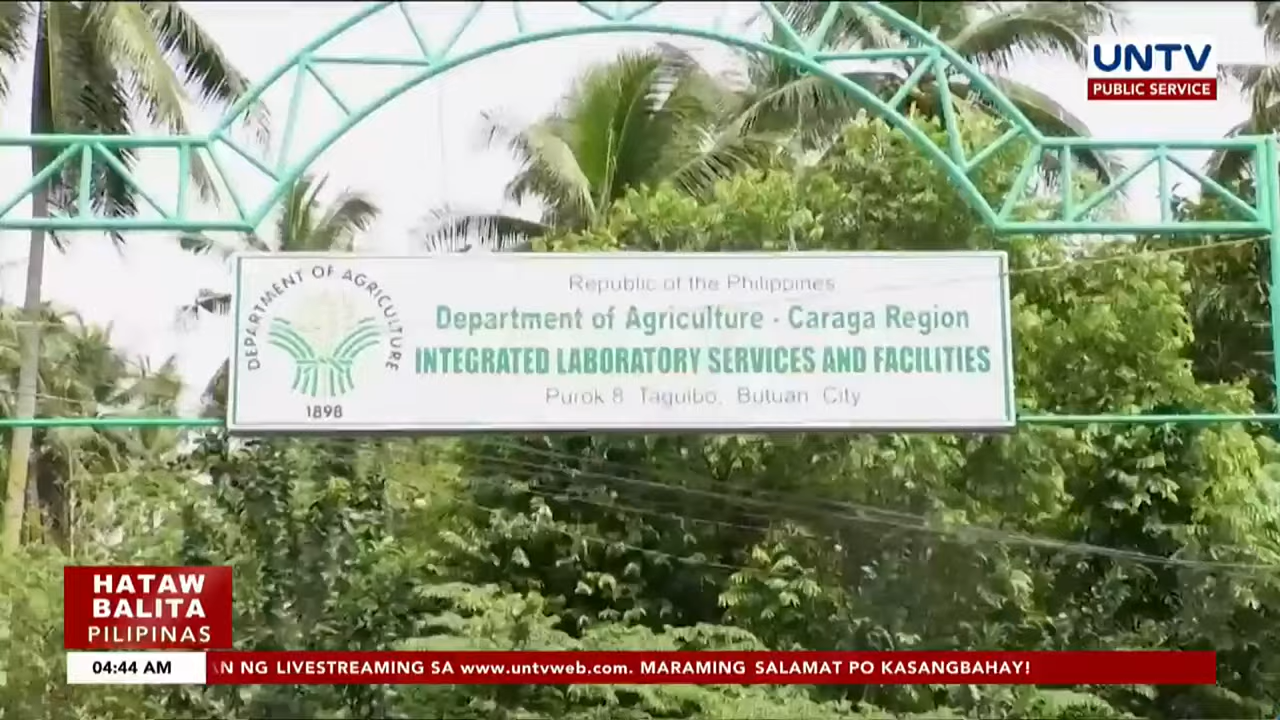 UNTV
PUBLIC SERVICE
DEPARTMENT OF AGRICULTURE
1898
Republic of the Philippines
Department of Agriculture - Caraga Region
INTEGRATED LABORATORY SERVICES AND FACILITIES
Purok 8 Taguibo, Butuan City
HATAW
BALITA
PILIPINAS
04:44 AM
NG LIVESTREAMING SA www.untvweb.com. MARAMING SALAMAT PO KASANGBAHAY!